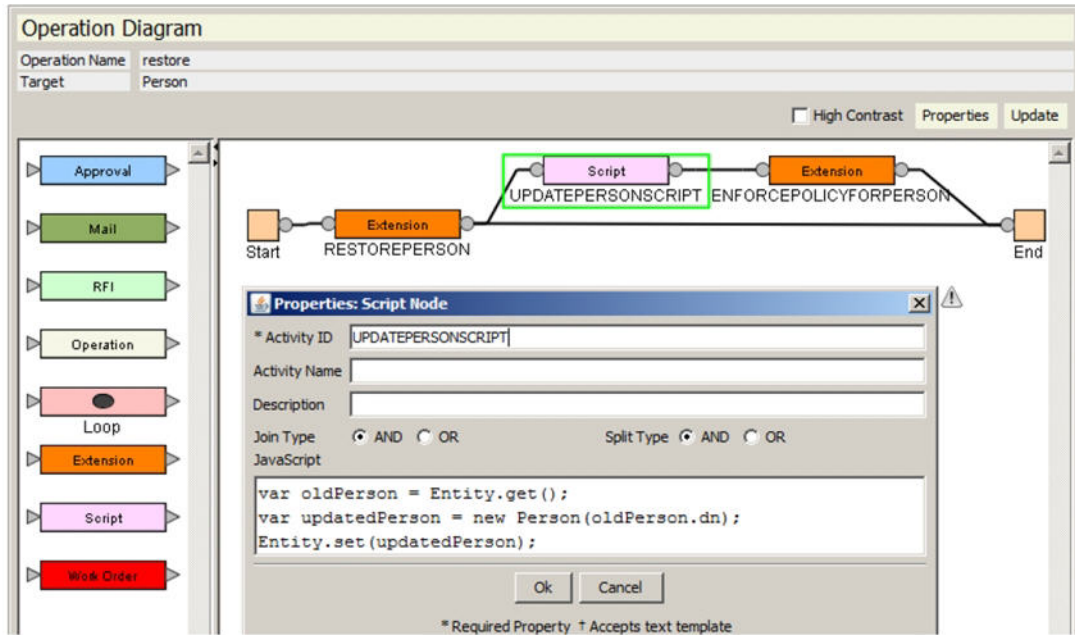 Operation Diagram
Operation Name restore
Target Person
High Contrast Properties Update
Approval
Mail
RFI
Operation
Loop
Extension
Script
Work Order
Script Extension
UPDATEPERSONSCRIPT ENFORCEPOLICYFORPERSON
Extension
Start RESTOREPERSON End
Properties: Script Node
* Activity ID UPDATEPERSONSCRIPT
Activity Name
Description
Join Type AND OR Split Type AND OR
JavaScript
var oldPerson = Entity.get();
var updatedPerson = new Person(oldPerson.dn);
Entity.set(updatedPerson);
Ok Cancel
* Required Property † Accepts text template